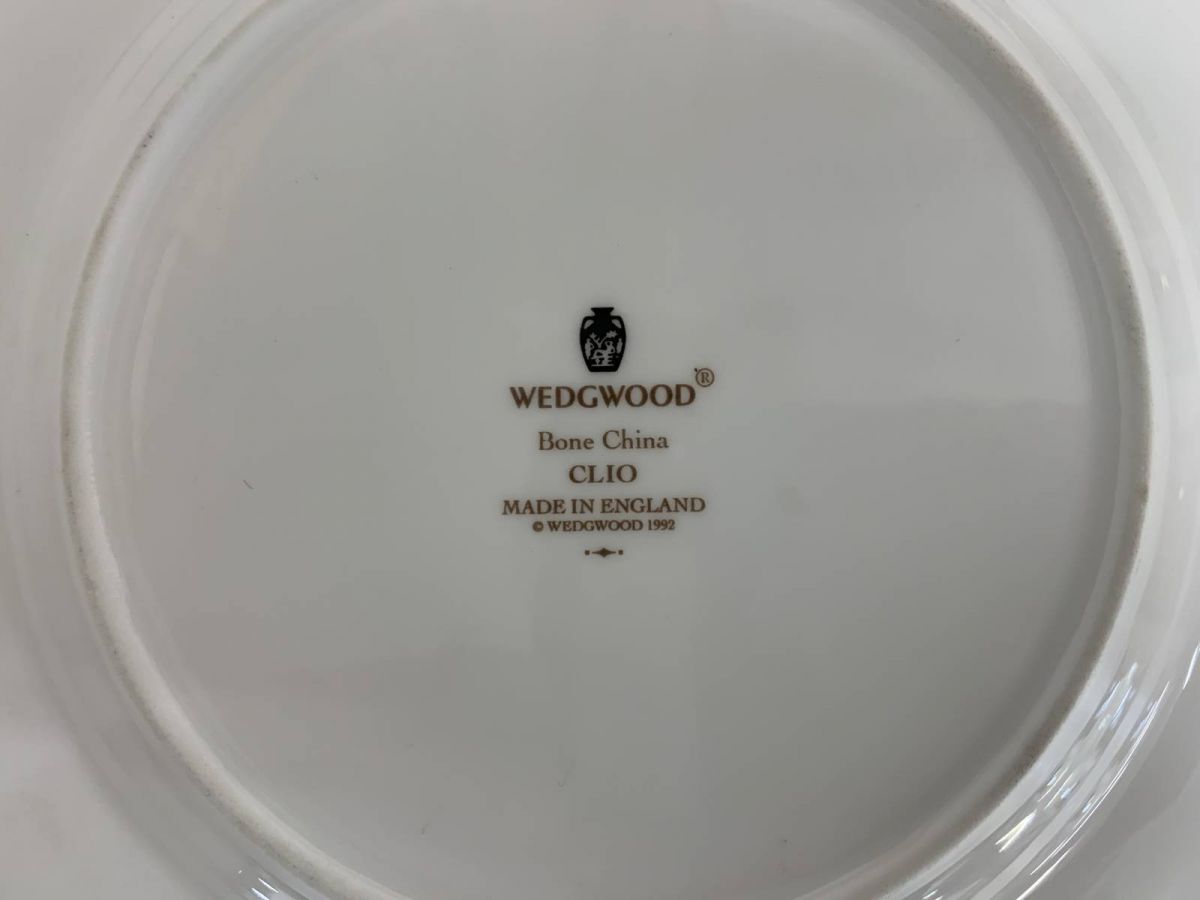 WEDGWOOD®
Bone China
CLIO
MADE IN ENGLAND
© WEDGWOOD 1992